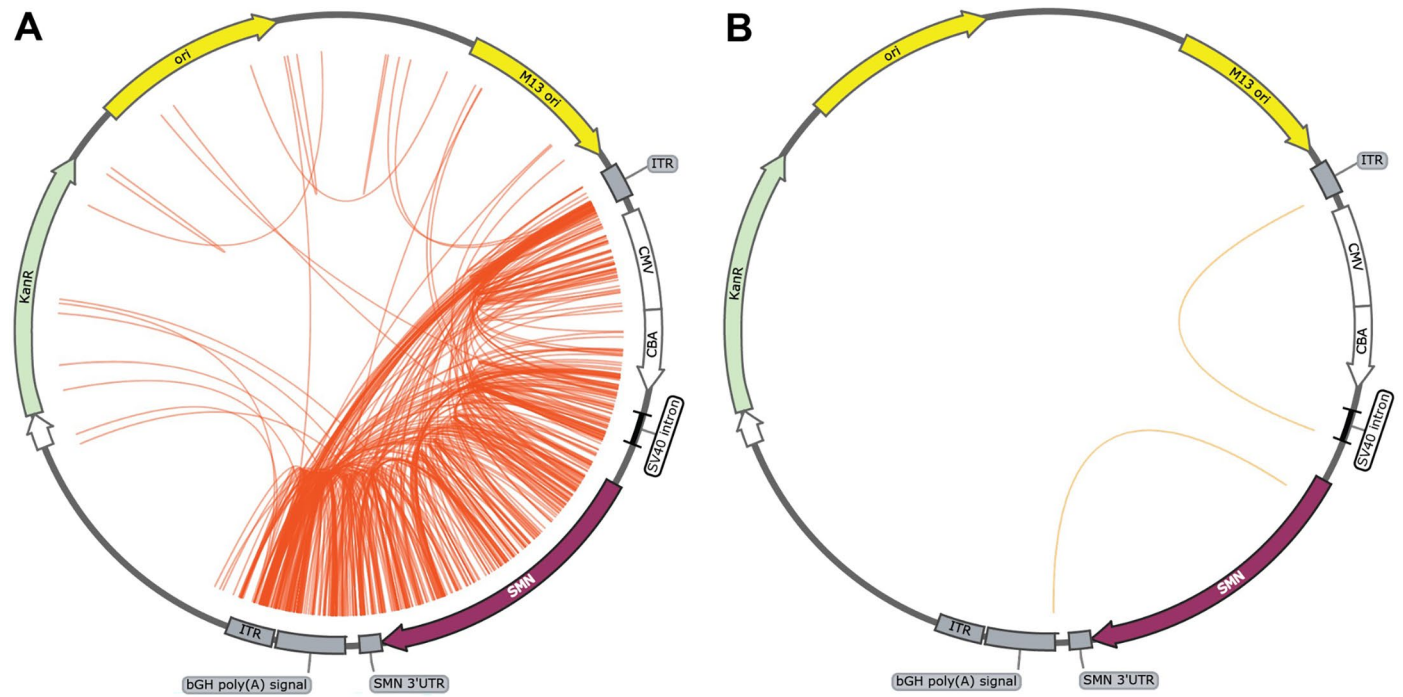 A
ori
M13 ori
ITR
CMV
CBA
SV40 intron
SMN
SMN 3'UTR
bGH poly(A) signal
ITR
KanR
B
ori
M13 ori
ITR
CMV
CBA
SV40 intron
SMN
SMN 3'UTR
bGH poly(A) signal
ITR
KanR